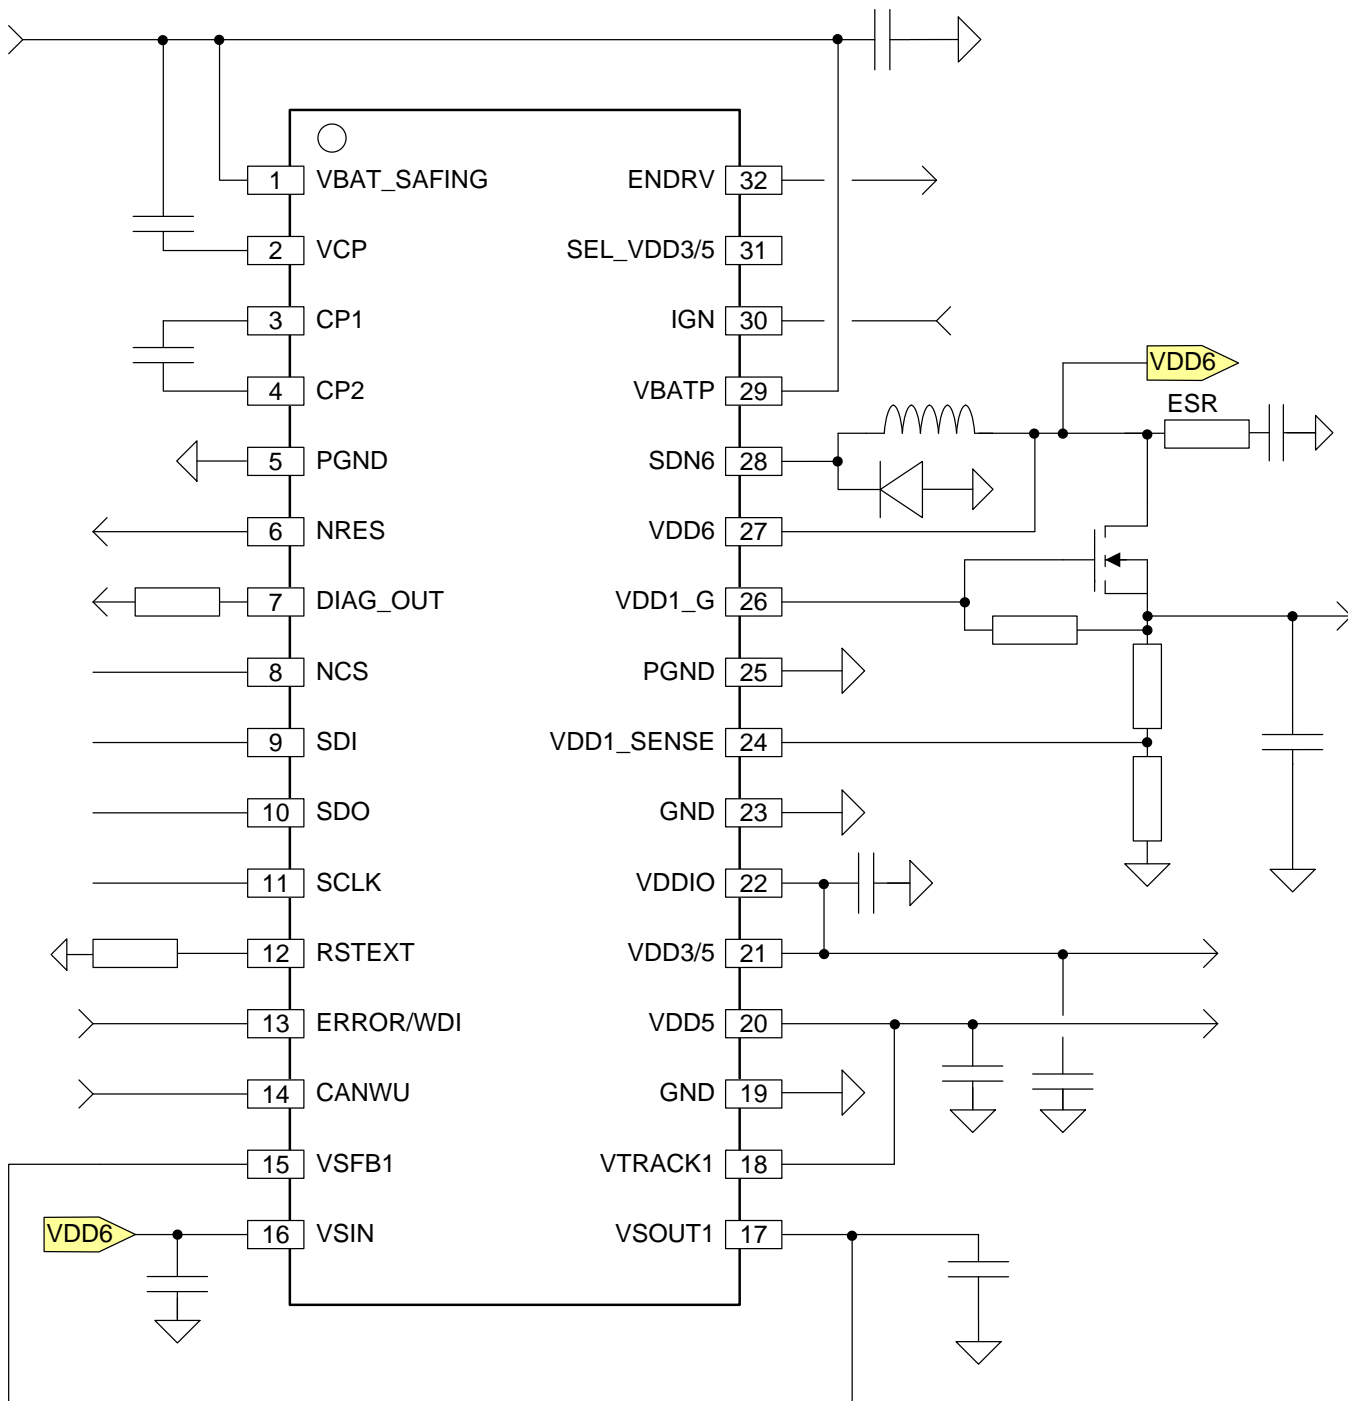 1 VBAT_SAFING ENDRV 32
2 VCP SEL_VDD3/5 31
3 CP1 IGN 30
VDD6
4 CP2 VBATP 29
ESR
5 PGND SDN6 28
6 NRES VDD6 27
7 DIAG_OUT VDD1_G 26
8 NCS PGND 25
9 SDI VDD1_SENSE 24
10 SDO GND 23
11 SCLK VDDIO 22
12 RSTEXT VDD3/5 21
13 ERROR/WDI VDD5 20
14 CANWU GND 19
15 VSFB1 VTRACK1 18
VDD6 16 VSIN VSOUT1 17